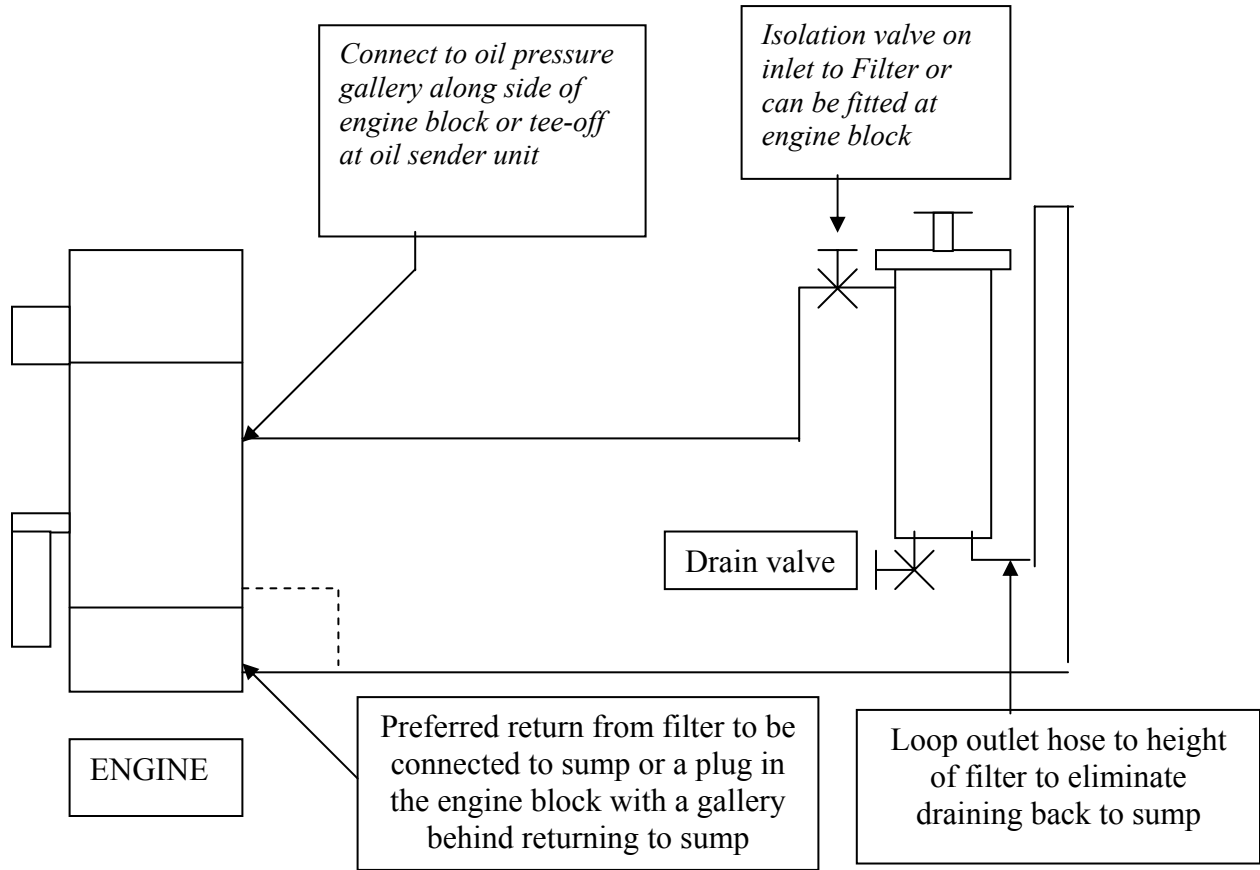 Connect to oil pressure
gallery along side of
engine block or tee-off
at oil sender unit
Isolation valve on
inlet to Filter or
can be fitted at
engine block
Drain valve
ENGINE
Preferred return from filter to be
connected to sump or a plug in
the engine block with a gallery
behind returning to sump
Loop outlet hose to height
of filter to eliminate
draining back to sump